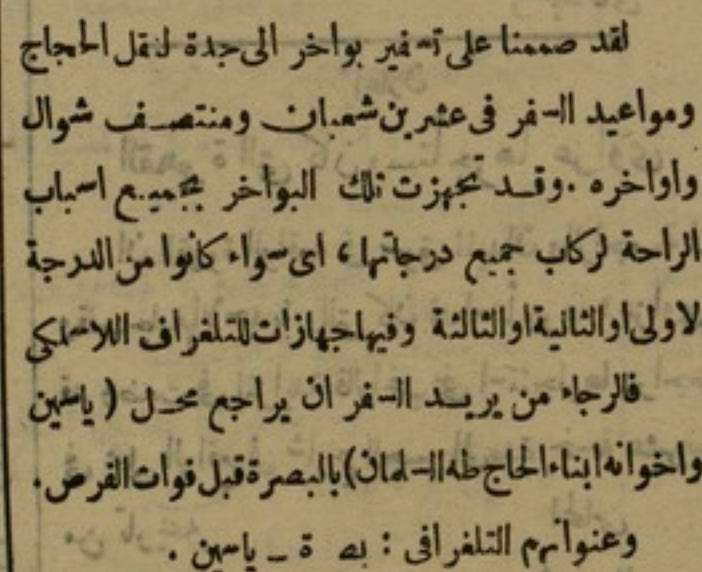 لقد صممنا على تسفير بواخر الى جدة لنقل الحجاج
ومواعيد السفر فى عشرين شعبان ومنتصف شوال
واواخره . وقد تجهزت تلك البواخر بجميع اسباب
الراحة لركاب جميع درجاتها ، اى سواء كانوا من الدرجة
لاولى او الثانية او الثالثة وفيها جهازات للتلغراف اللاسلكى
فالرجاء من يريد السفر ان يراجع محل ( ياسين
واخوانه ابناء الحاج طه السلمان) بالبصرة قبل فوات الفرص .
وعنوانهم التلغرافى : بصرة ــ ياسين .